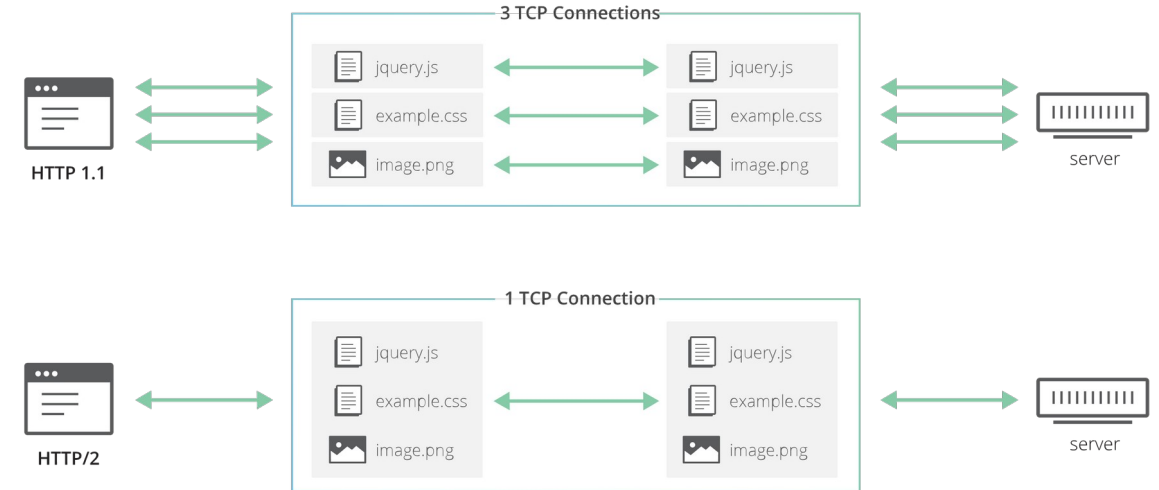 3 TCP Connections
jquery.js jquery.js
example.css example.css
image.png image.png
HTTP 1.1
server
1 TCP Connection
jquery.js jquery.js
example.css example.css
image.png image.png
HTTP/2
server